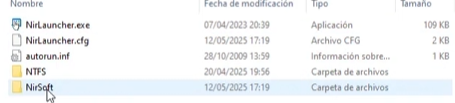 Nombre Fecha de modificación Tipo Tamaño
NirLauncher.exe 07/04/2023 20:39 Aplicación 109 KB
NirLauncher.cfg 12/05/2025 17:19 Archivo CFG 2 KB
autorun.inf 28/10/2009 13:59 Información sobre... 1 KB
NTFS 20/04/2025 19:56 Carpeta de archivos
NirSoft 12/05/2025 17:19 Carpeta de archivos